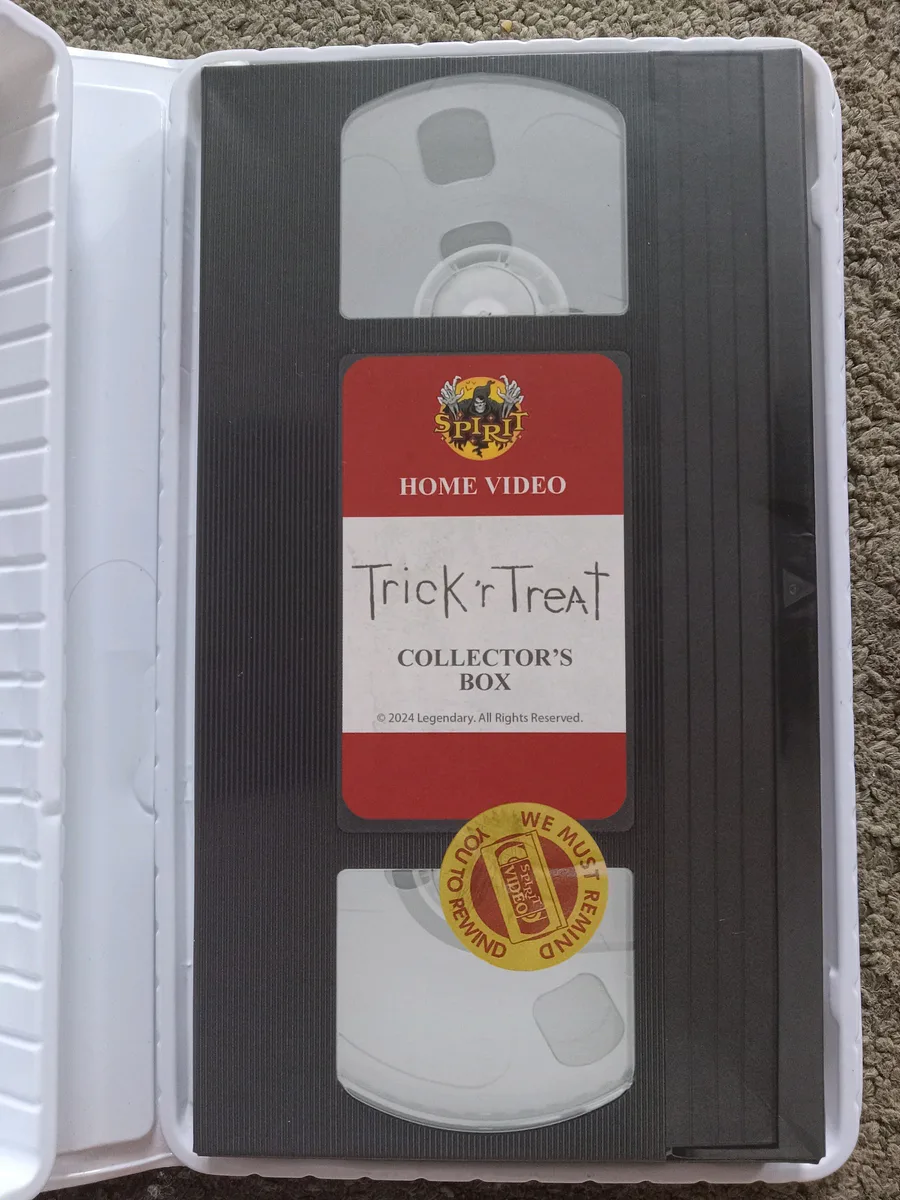 SPIRIT
HOME VIDEO
Trick 'r Treat
COLLECTOR'S
BOX
© 2024 Legendary. All Rights Reserved.
WE MUST REMIND
YOU TO REWIND
SPIRIT
VIDEO